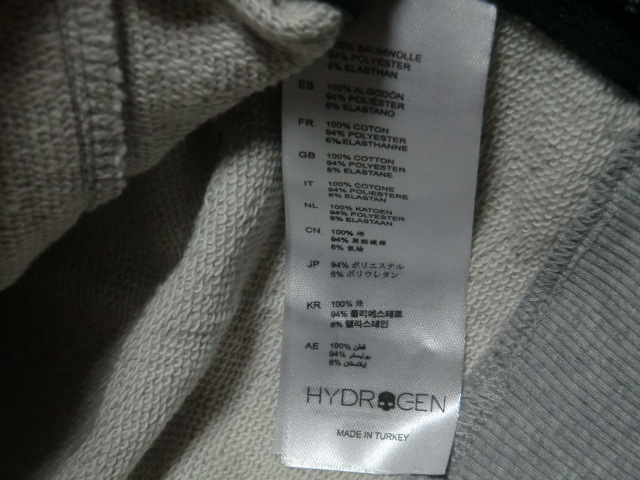 100% BAUMWOLLE
94% POLYESTER
6% ELASTHAN
ES 100% ALGODÓN
94% POLIÉSTER
6% ELASTANO
FR 100% COTON
94% POLYESTER
6% ELASTHANNE
GB 100% COTTON
94% POLYESTER
6% ELASTANE
IT 100% COTONE
94% POLIESTERE
6% ELASTAN
NL 100% KATOEN
94% POLYESTER
6% ELASTAAN
CN 100% 棉
94% 聚酯纤维
6% 氨纶
JP 94% ポリエステル
6% ポリウレタン
KR 100% 면
94% 폴리에스테르
6% 엘라스테인
AE 100% قطن
94% بوليستر
6% إيلاستان
HYDROGEN
MADE IN TURKEY